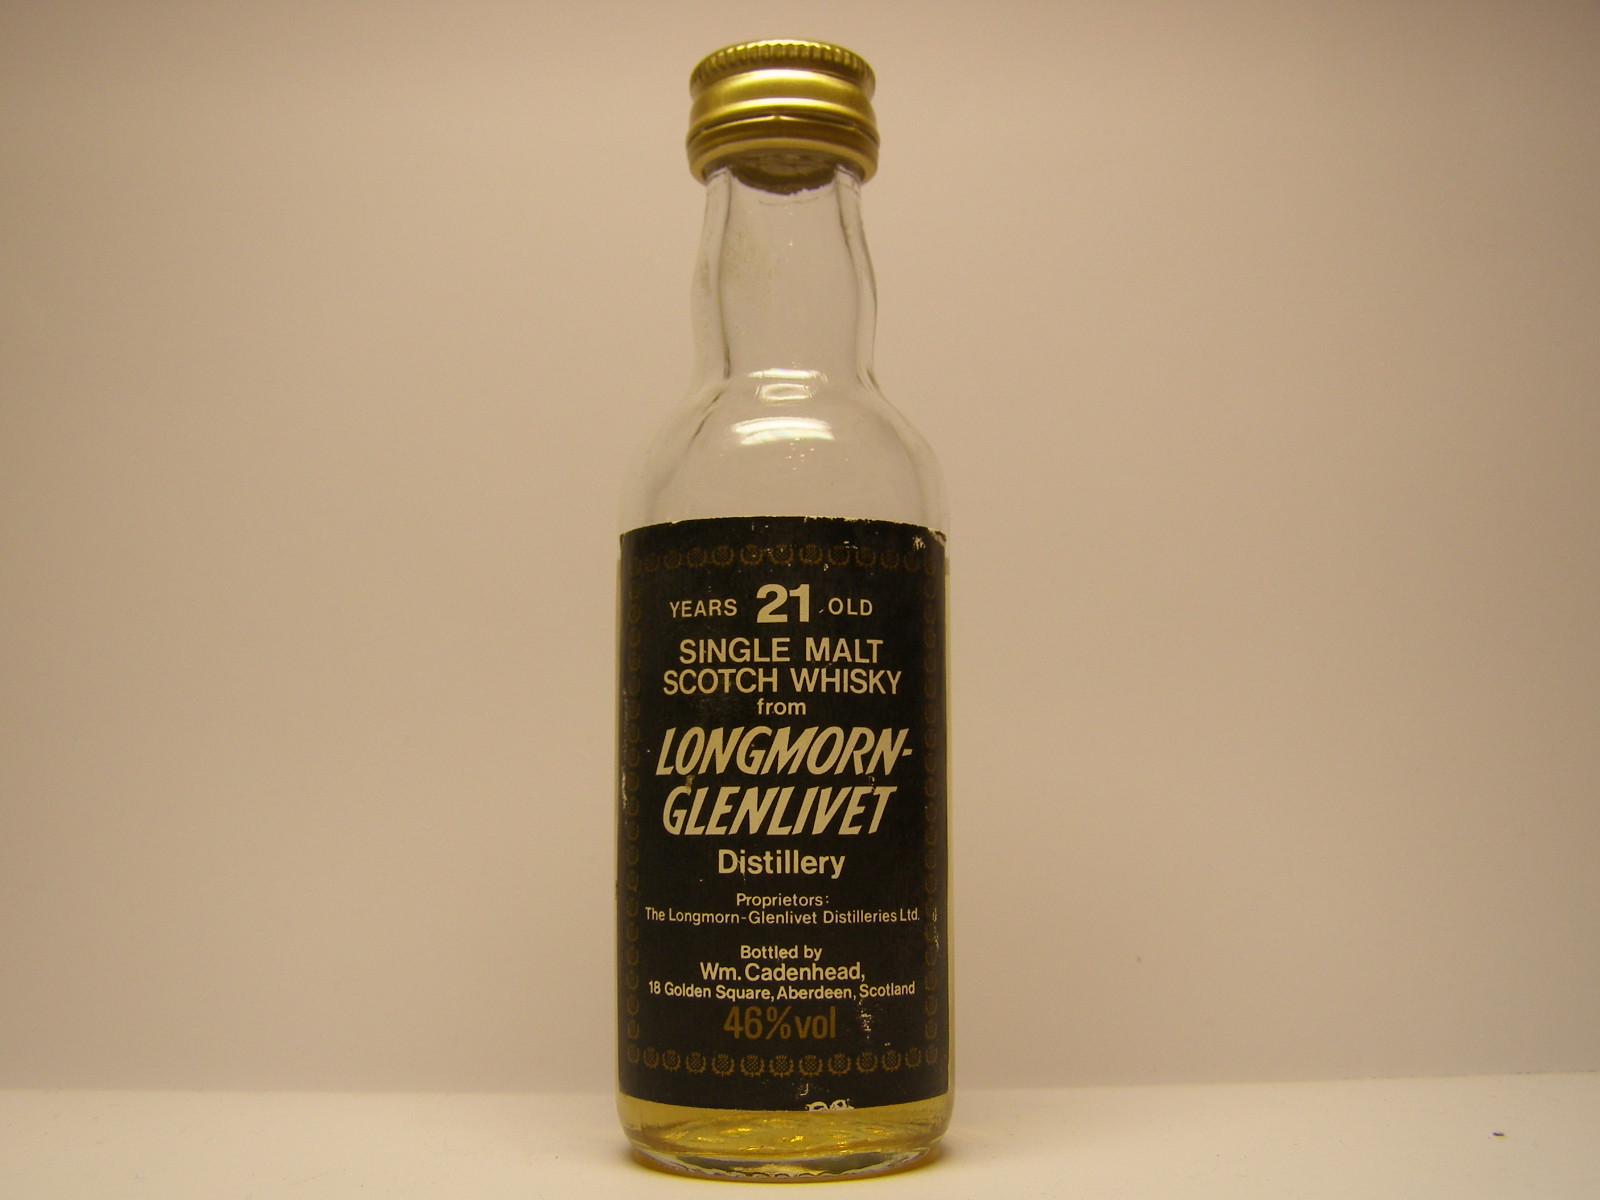 YEARS 21 OLD
SINGLE MALT
SCOTCH WHISKY
from
LONGMORN-
GLENLIVET
Distillery
Proprietors:
The Longmorn-Glenlivet Distilleries Ltd.
Bottled by
Wm. Cadenhead,
18 Golden Square, Aberdeen, Scotland
46% vol